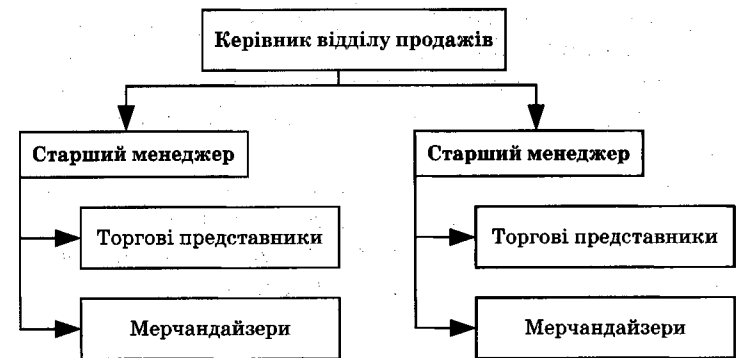 Керівник відділу продажів
Старший менеджер
Старший менеджер
Торгові представники
Торгові представники
Мерчандайзери
Мерчандайзери